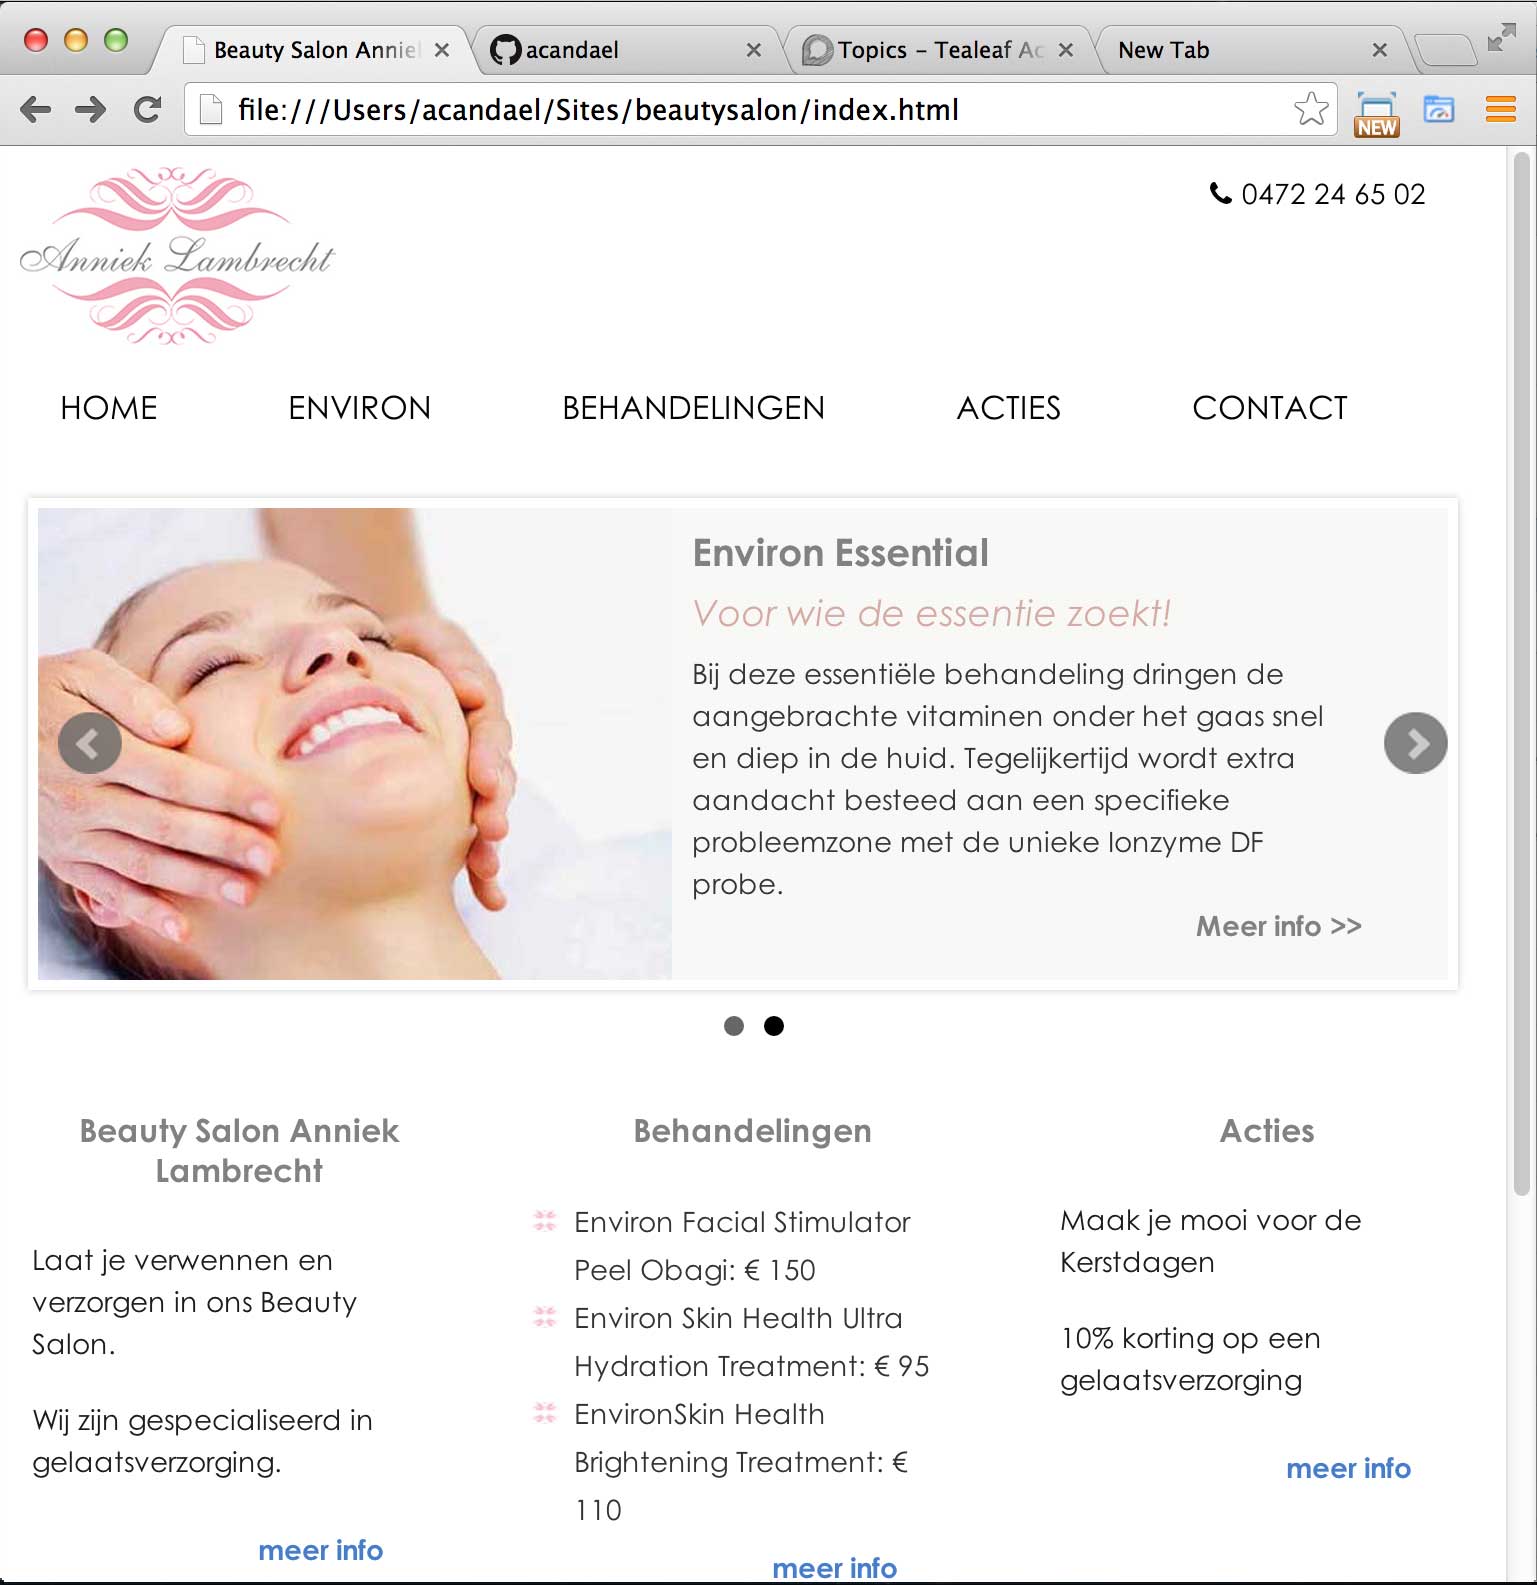 Beauty Salon Anniel
acandael
Topics – Tealeaf Ac
New Tab
file:///Users/acandael/Sites/beautysalon/index.html
NEW
Anniek Lambrecht
0472 24 65 02
HOME ENVIRON BEHANDELINGEN ACTIES CONTACT
Environ Essential
Voor wie de essentie zoekt!
Bij deze essentiële behandeling dringen de
aangebrachte vitaminen onder het gaas snel
en diep in de huid. Tegelijkertijd wordt extra
aandacht besteed aan een specifieke
probleemzone met de unieke Ionzyme DF
probe.
Meer info >>
Beauty Salon Anniek
Lambrecht
Laat je verwennen en
verzorgen in ons Beauty
Salon.
Wij zijn gespecialiseerd in
gelaatsverzorging.
meer info
Behandelingen
Environ Facial Stimulator
Peel Obagi: € 150
Environ Skin Health Ultra
Hydration Treatment: € 95
EnvironSkin Health
Brightening Treatment: €
110
meer info
Acties
Maak je mooi voor de
Kerstdagen
10% korting op een
gelaatsverzorging
meer info